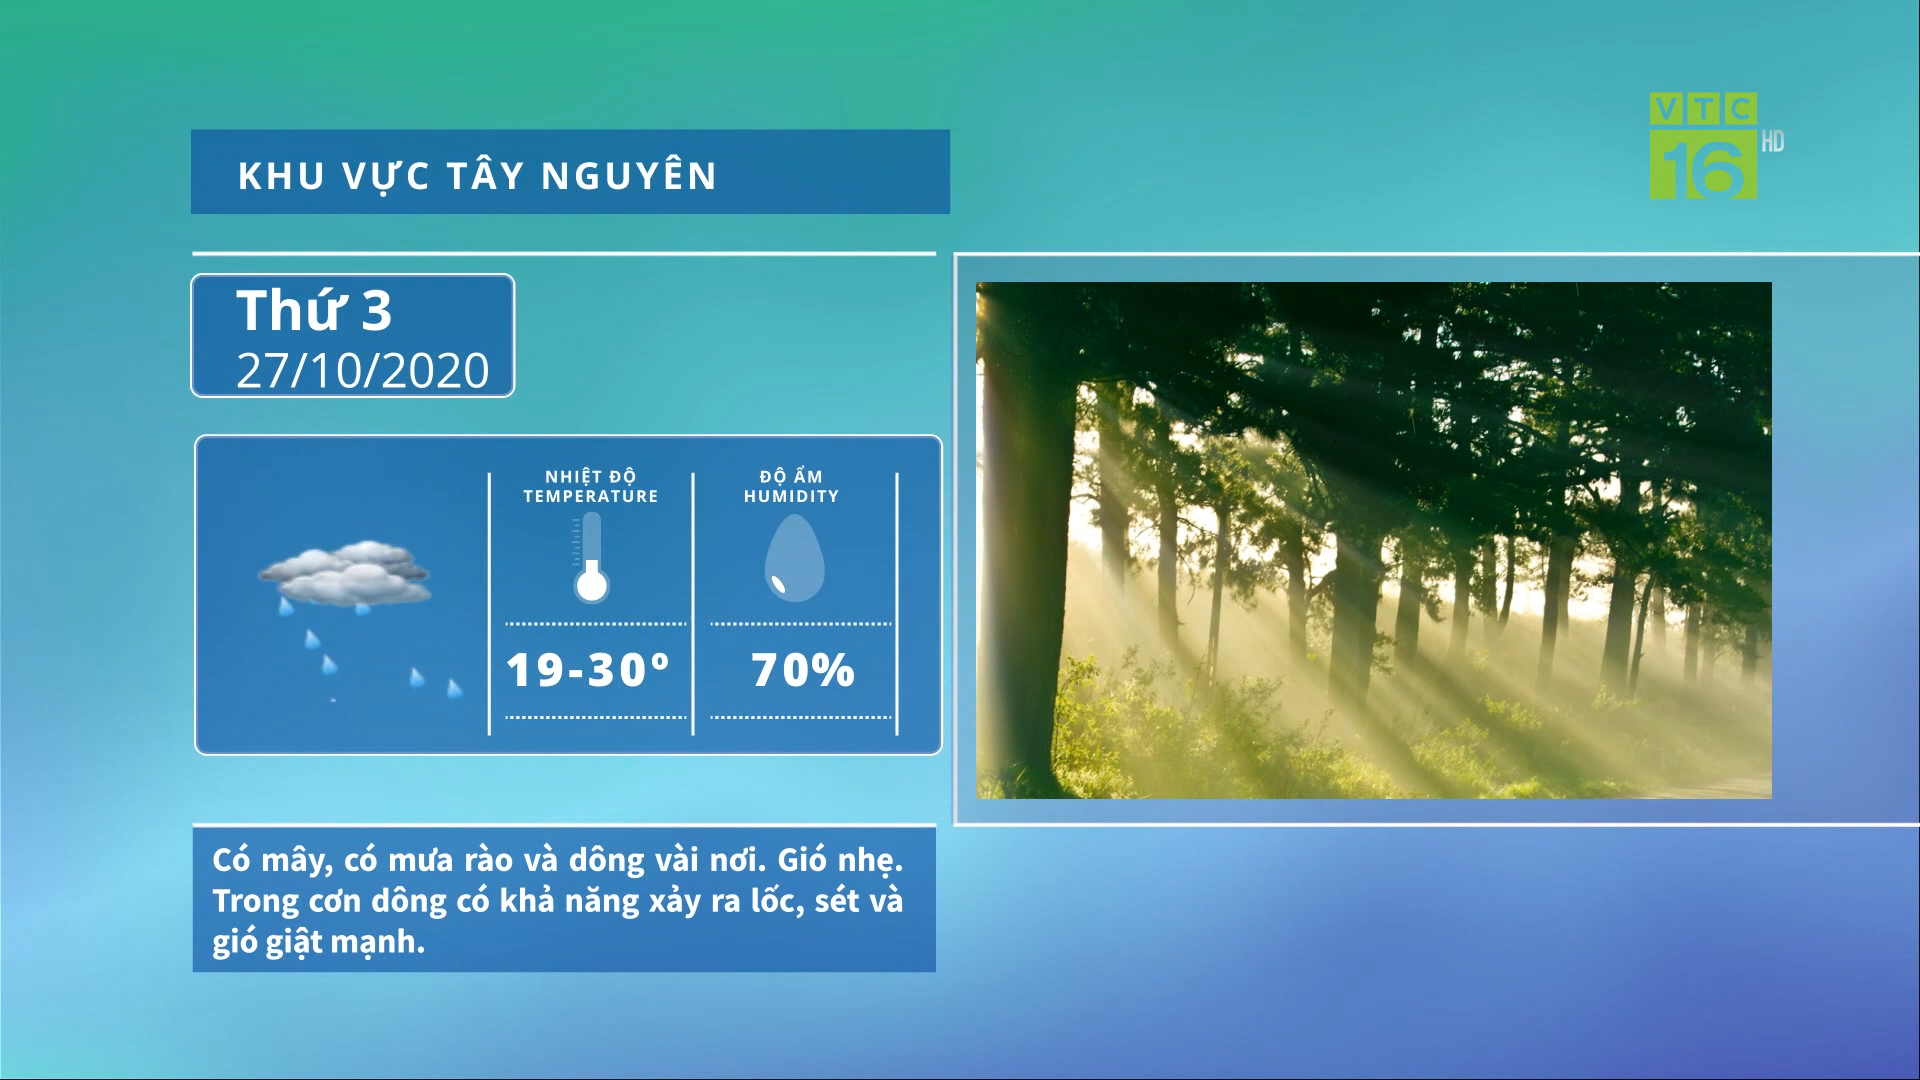 VTC
16
HD
KHU VỰC TÂY NGUYÊN
Thứ 3
27/10/2020
NHIỆT ĐỘ
TEMPERATURE
19-30°
ĐỘ ẨM
HUMIDITY
70%
Có mây, có mưa rào và dông vài nơi. Gió nhẹ.
Trong cơn dông có khả năng xảy ra lốc, sét và
gió giật mạnh.